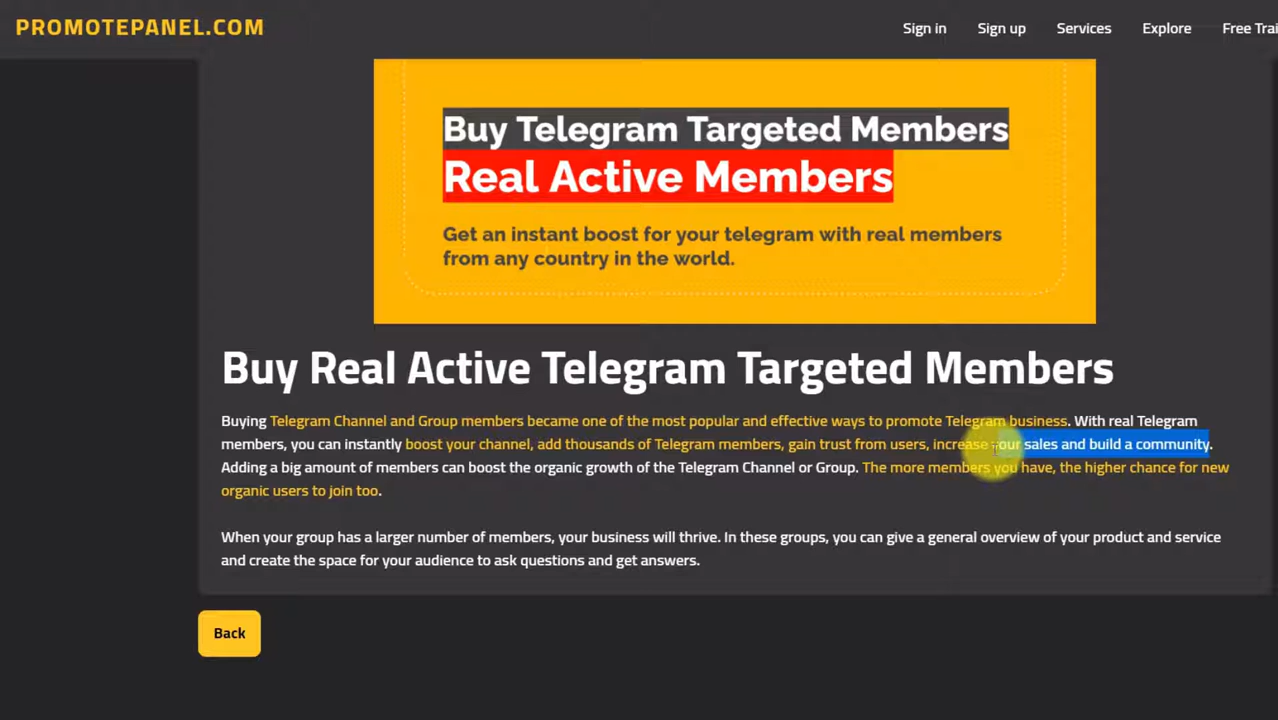 PROMOTEPANEL.COM
Sign in Sign up Services Explore Free Trai
Buy Telegram Targeted Members
Real Active Members
Get an instant boost for your telegram with real members
from any country in the world.
Buy Real Active Telegram Targeted Members
Buying Telegram Channel and Group members became one of the most popular and effective ways to promote Telegram business. With real Telegram
members, you can instantly boost your channel, add thousands of Telegram members, gain trust from users, increase your sales and build a community.
Adding a big amount of members can boost the organic growth of the Telegram Channel or Group. The more members you have, the higher chance for new
organic users to join too.
When your group has a larger number of members, your business will thrive. In these groups, you can give a general overview of your product and service
and create the space for your audience to ask questions and get answers.
Back